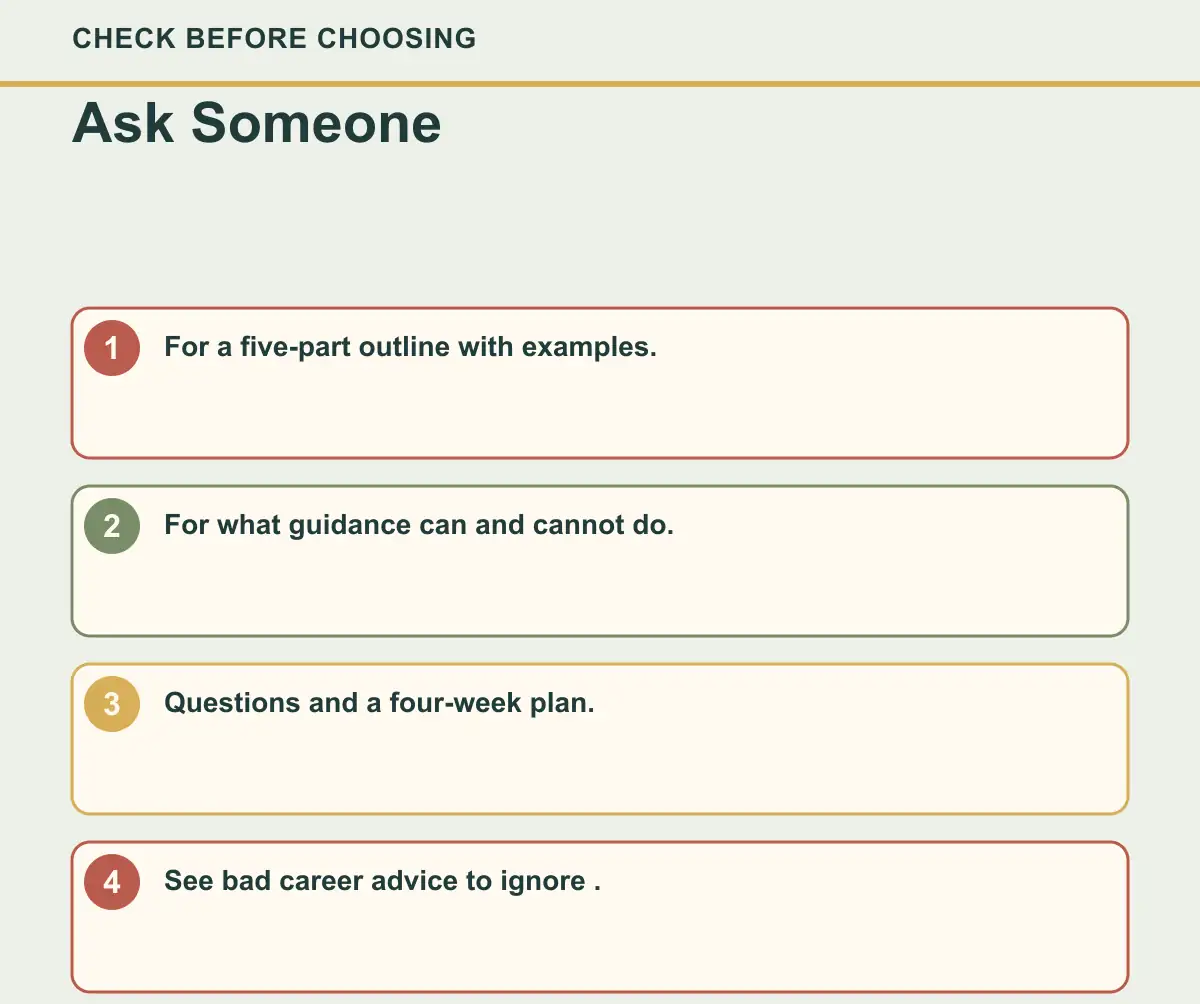 CHECK BEFORE CHOOSING
Ask Someone
1
For a five-part outline with examples.
2
For what guidance can and cannot do.
3
Questions and a four-week plan.
4
See bad career advice to ignore .